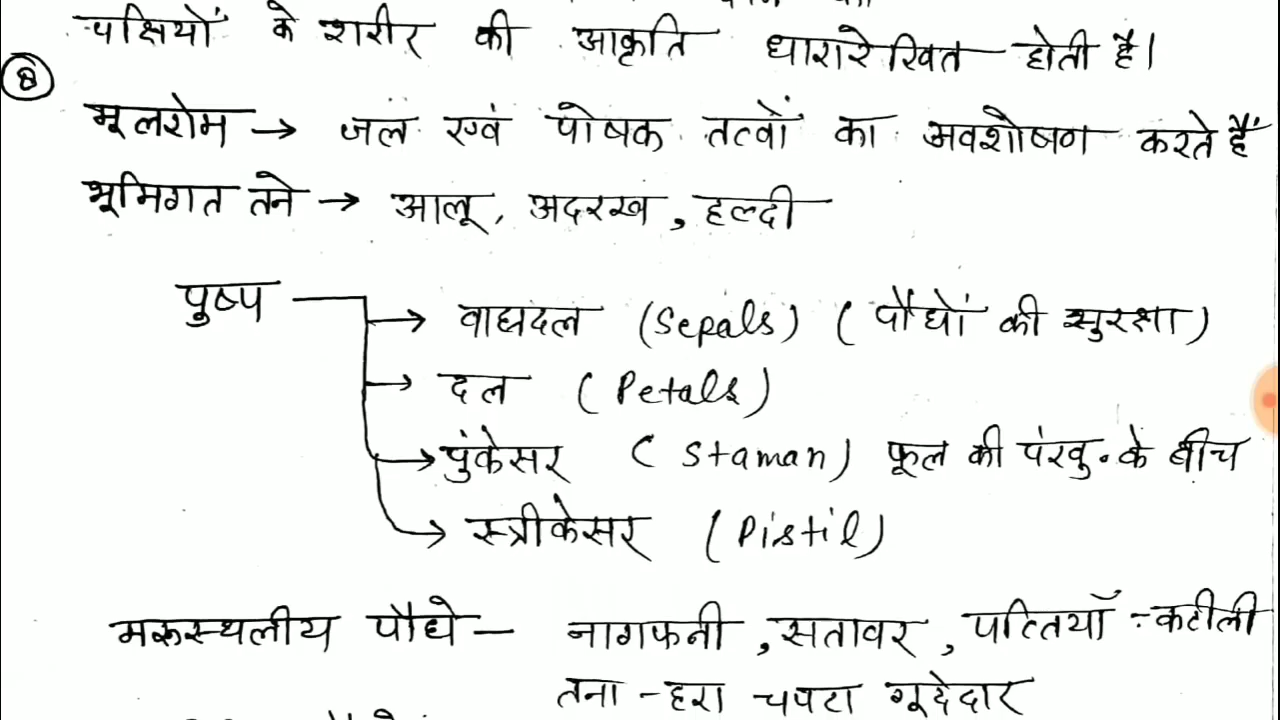 पक्षियों के शरीर की आकृति धारारेखित होती है।
⑧
मूलरोम → जल एवं पोषक तत्वों का अवशोषण करते हैं
भूमिगत तने → आलू, अदरख, हल्दी
पुष्प → वाह्यदल (Sepals) (पौधों की सुरक्षा)
→ दल (Petals)
→ पुंकेसर (Staman) फूल की पंखु. के बीच
→ स्त्रीकेसर (Pistil)
मरूस्थलीय पौधे – नागफनी, सतावर, पत्तियाँ :- कटीली
तना – हरा चपटा गूदेदार